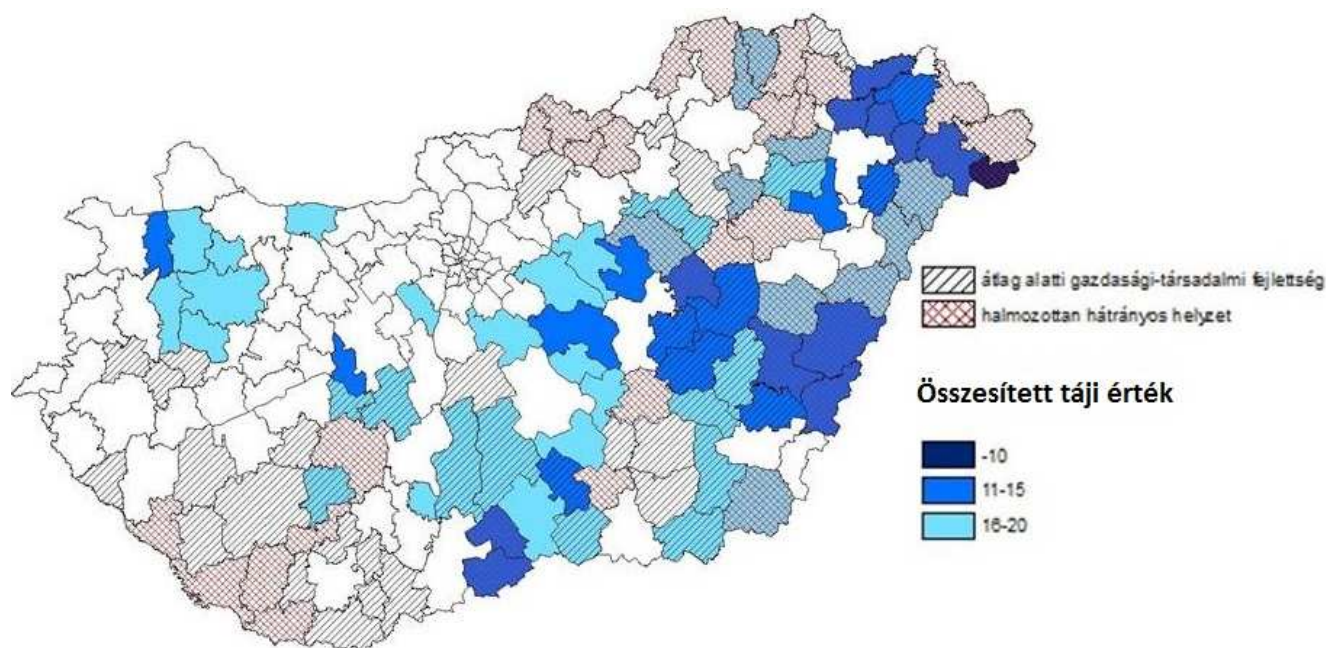 átlag alatti gazdasági-társadalmi fejlettség
halmozottan hátrányos helyzet
Összesített táji érték
-10
11-15
16-20